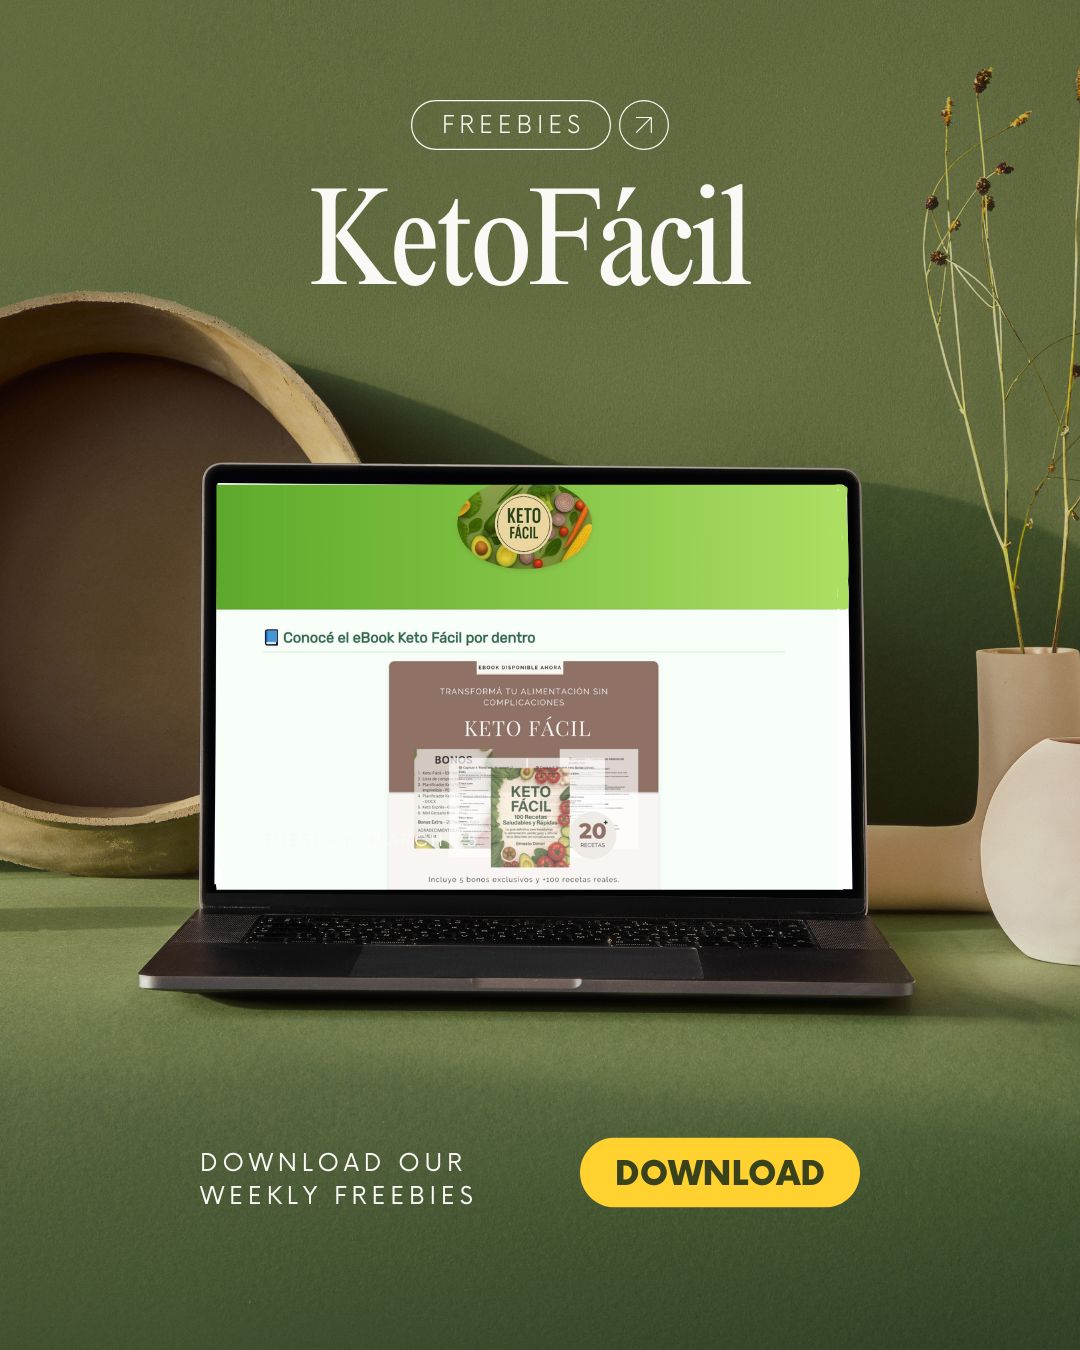 FREEBIES
KetoFácil
KETO
FÁCIL
📘 Conocé el eBook Keto Fácil por dentro
EBOOK DISPONIBLE AHORA
TRANSFORMÁ TU ALIMENTACIÓN SIN
COMPLICACIONES
KETO FÁCIL
BONOS
KETO
FÁCIL
100 Recetas
Saludables y Rápidas
Ernesto Dimori
20+
RECETAS
Incluye 5 bonos exclusivos y +100 recetas reales.
DOWNLOAD OUR
WEEKLY FREEBIES
DOWNLOAD